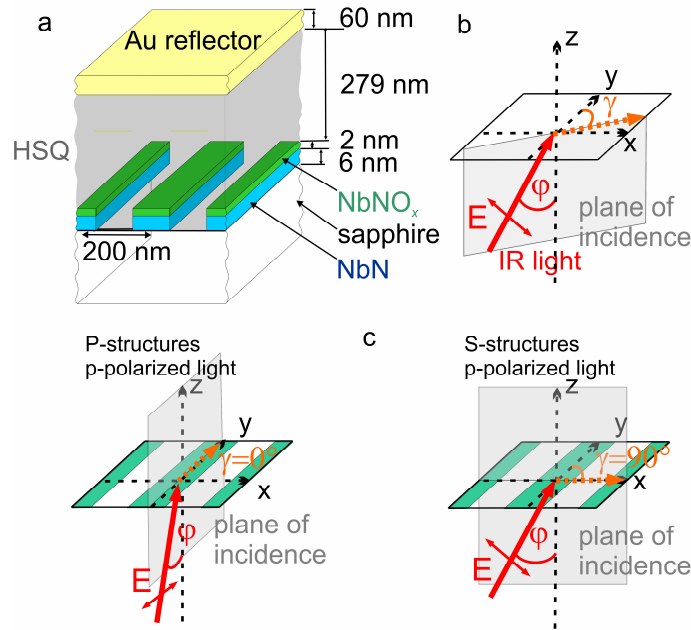 a
Au reflector
60 nm
279 nm
2 nm
6 nm
HSQ
NbNOx
sapphire
NbN
200 nm
b
z
y
γ
x
φ
E
plane of
incidence
IR light
c
P-structures
p-polarized light
z
y
γ=0°
x
φ
E
plane of
incidence
S-structures
p-polarized light
z
y
γ=90°
x
φ
E
plane of
incidence